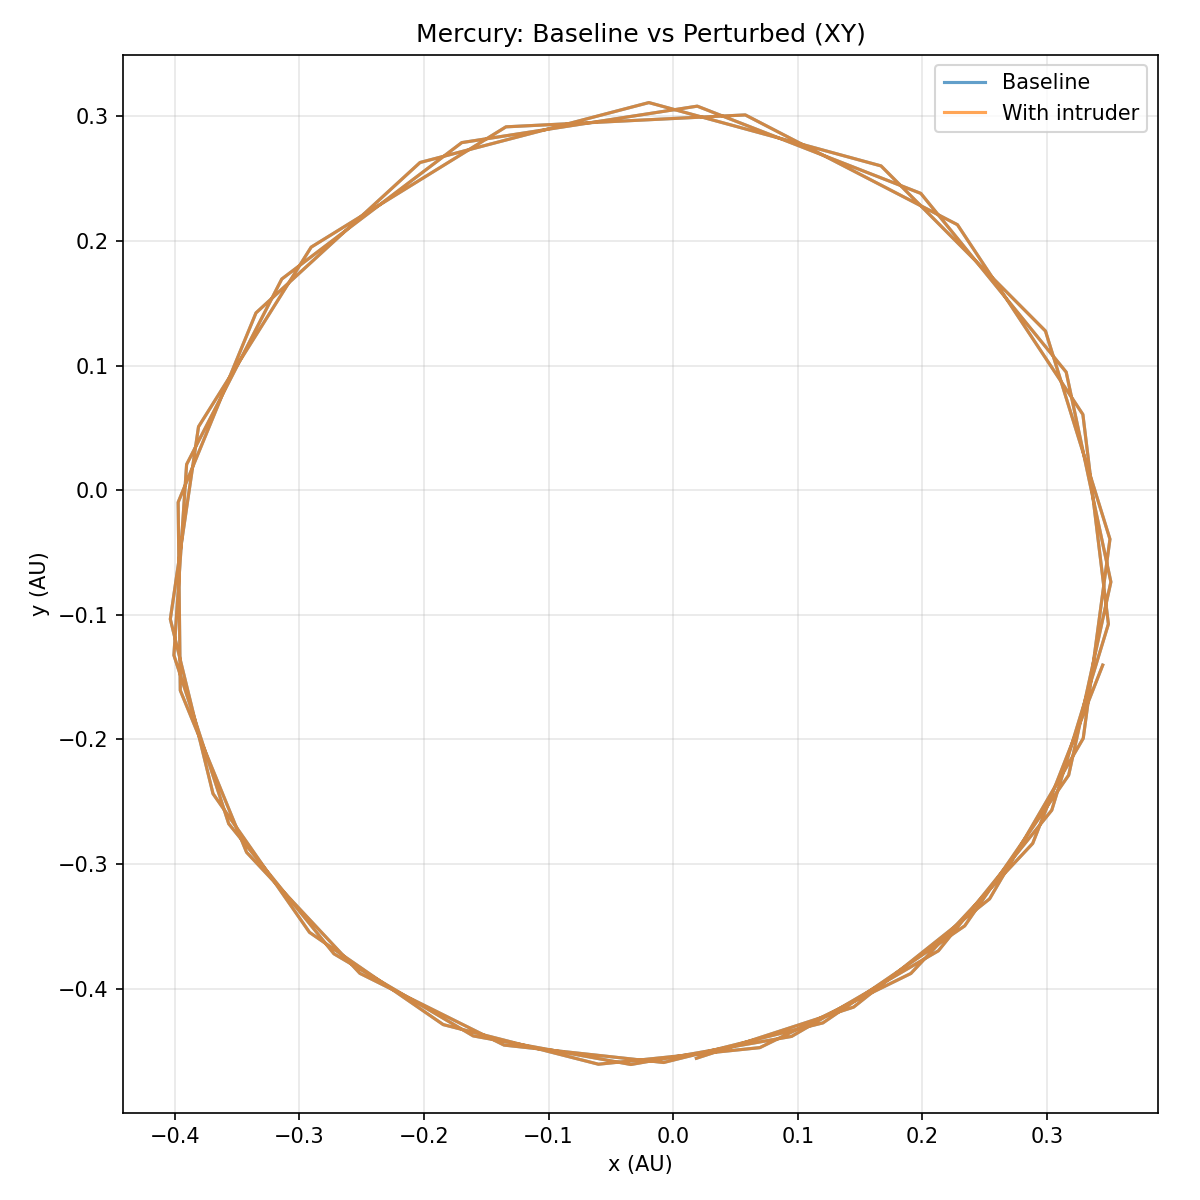 Mercury: Baseline vs Perturbed (XY)
Baseline
With intruder
0.3
0.2
0.1
0.0
−0.1
−0.2
−0.3
−0.4
y (AU)
−0.4 −0.3 −0.2 −0.1 0.0 0.1 0.2 0.3
x (AU)